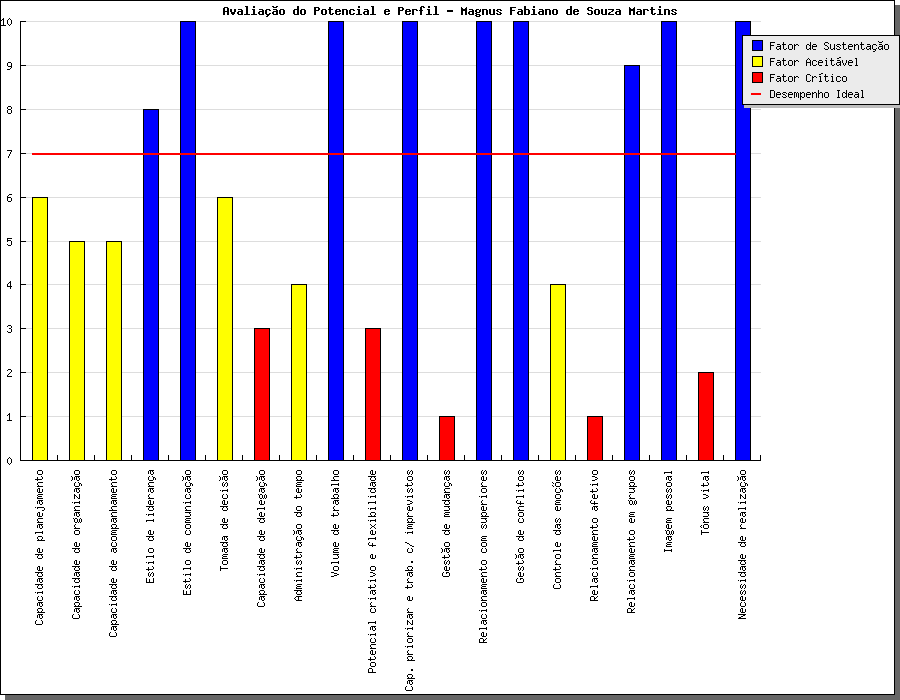 Avaliação do Potencial e Perfil - Magnus Fabiano de Souza Martins
Fator de Sustentação
Fator Aceitável
Fator Crítico
Desempenho Ideal
10
9
8
7
6
5
4
3
2
1
0
Capacidade de planejamento
Capacidade de organização
Capacidade de acompanhamento
Estilo de liderança
Estilo de comunicação
Tomada de decisão
Capacidade de delegação
Administração do tempo
Volume de trabalho
Potencial criativo e flexibilidade
Cap. priorizar e trab. c/ imprevistos
Gestão de mudanças
Relacionamento com superiores
Gestão de conflitos
Controle das emoções
Relacionamento afetivo
Relacionamento em grupos
Imagem pessoal
Tônus vital
Necessidade de realização